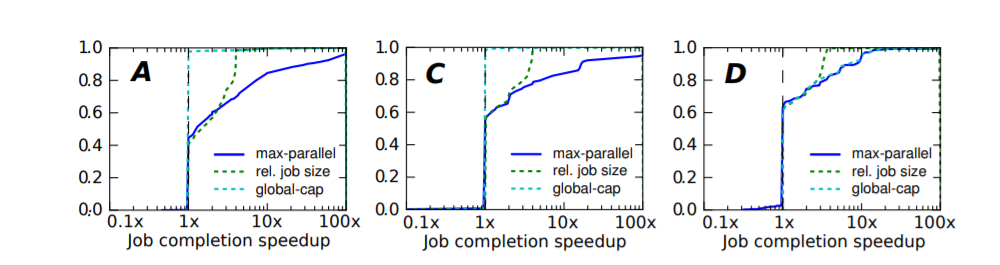 A
1.0
0.8
0.6
0.4
0.2
0.0
max-parallel
rel. job size
global-cap
0.1x 1x 10x 100x
Job completion speedup
C
1.0
0.8
0.6
0.4
0.2
0.0
max-parallel
rel. job size
global-cap
0.1x 1x 10x 100x
Job completion speedup
D
1.0
0.8
0.6
0.4
0.2
0.0
max-parallel
rel. job size
global-cap
0.1x 1x 10x 100x
Job completion speedup